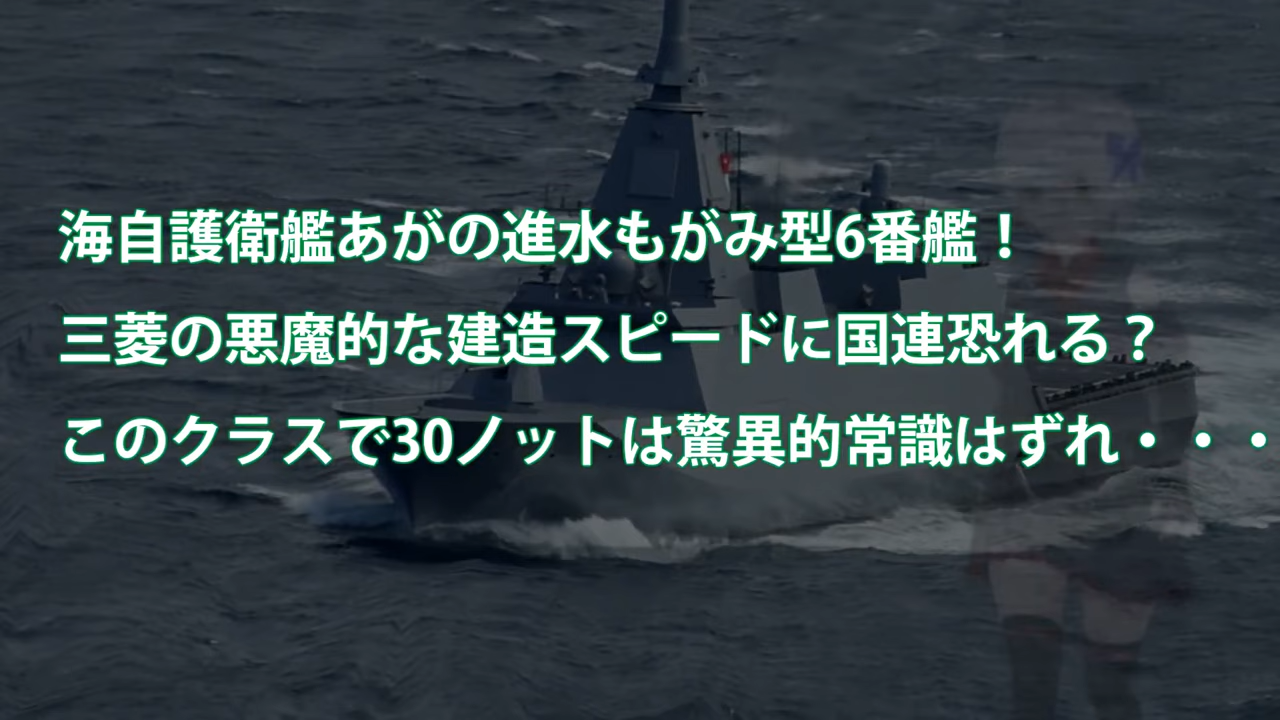 海自護衛艦あがの進水もがみ型6番艦！
三菱の悪魔的な建造スピードに国連恐れる？
このクラスで30ノットは驚異的常識はずれ・・・